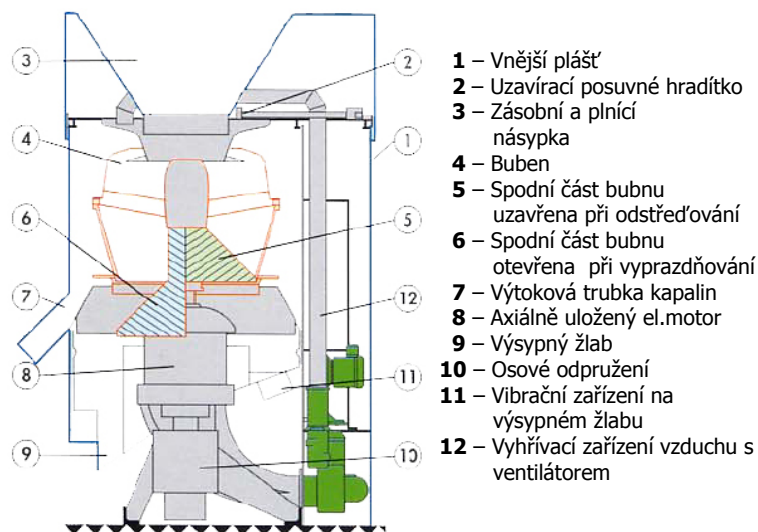 3
2
4
1
6
5
7
12
8
11
9
10
1 – Vnější plášť
2 – Uzavírací posuvné hradítko
3 – Zásobní a plnící
násypka
4 – Buben
5 – Spodní část bubnu
uzavřena při odstřeďování
6 – Spodní část bubnu
otevřena při vyprazdňování
7 – Výtoková trubka kapalin
8 – Axiálně uložený el.motor
9 – Výsypný žlab
10 – Osové odpružení
11 – Vibrační zařízení na
výsypném žlabu
12 – Vyhřívací zařízení vzduchu s
ventilátorem